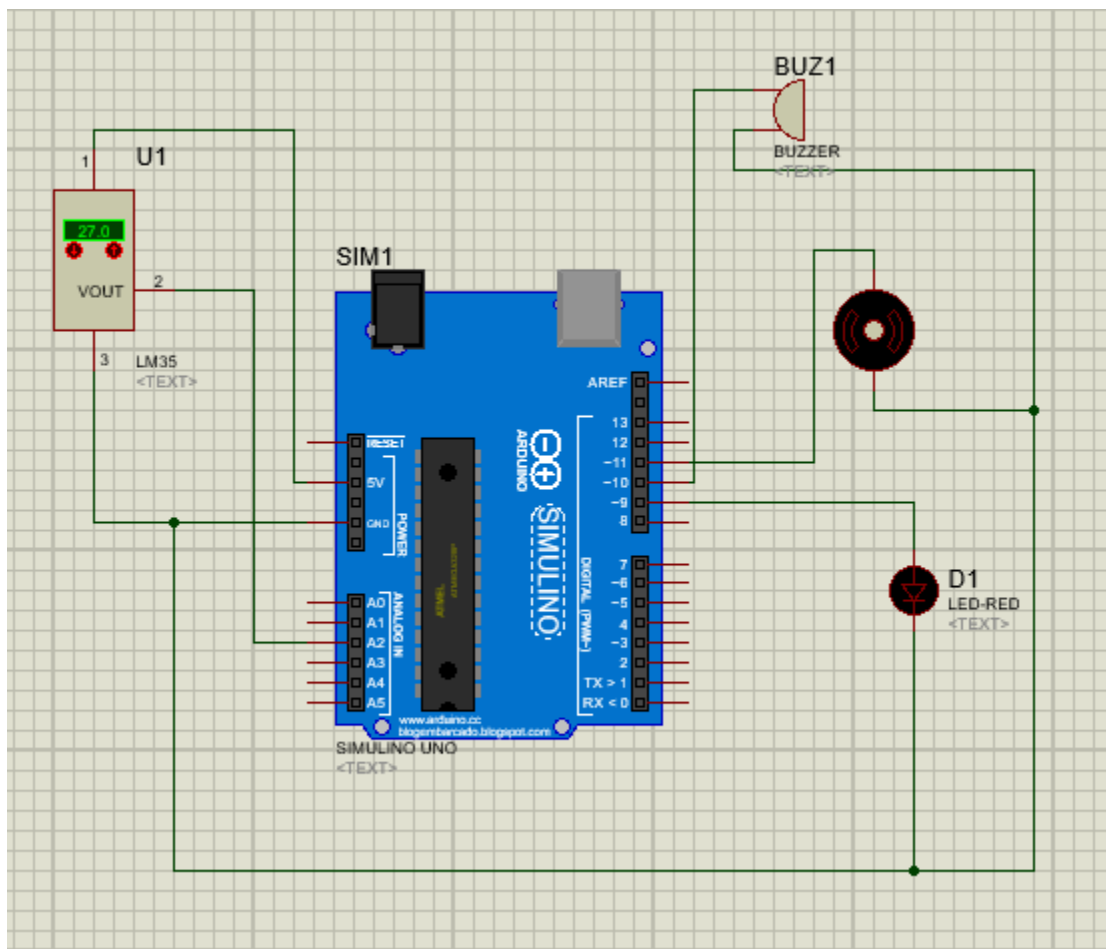 BUZ1
BUZZER
<TEXT>
1
U1
27.0
2
VOUT
3
LM35
<TEXT>
SIM1
AREF
13
12
~11
~10
~9
8
RESET
5V
GND
POWER
ARDUINO
SIMULINO
A0
A1
A2
A3
A4
A5
ANALOG IN
ATMEL
DIGITAL (PWM~)
7
~6
~5
4
~3
2
TX > 1
RX < 0
www.arduino.cc
blogembarcado.blogspot.com
SIMULINO UNO
<TEXT>
D1
LED-RED
<TEXT>